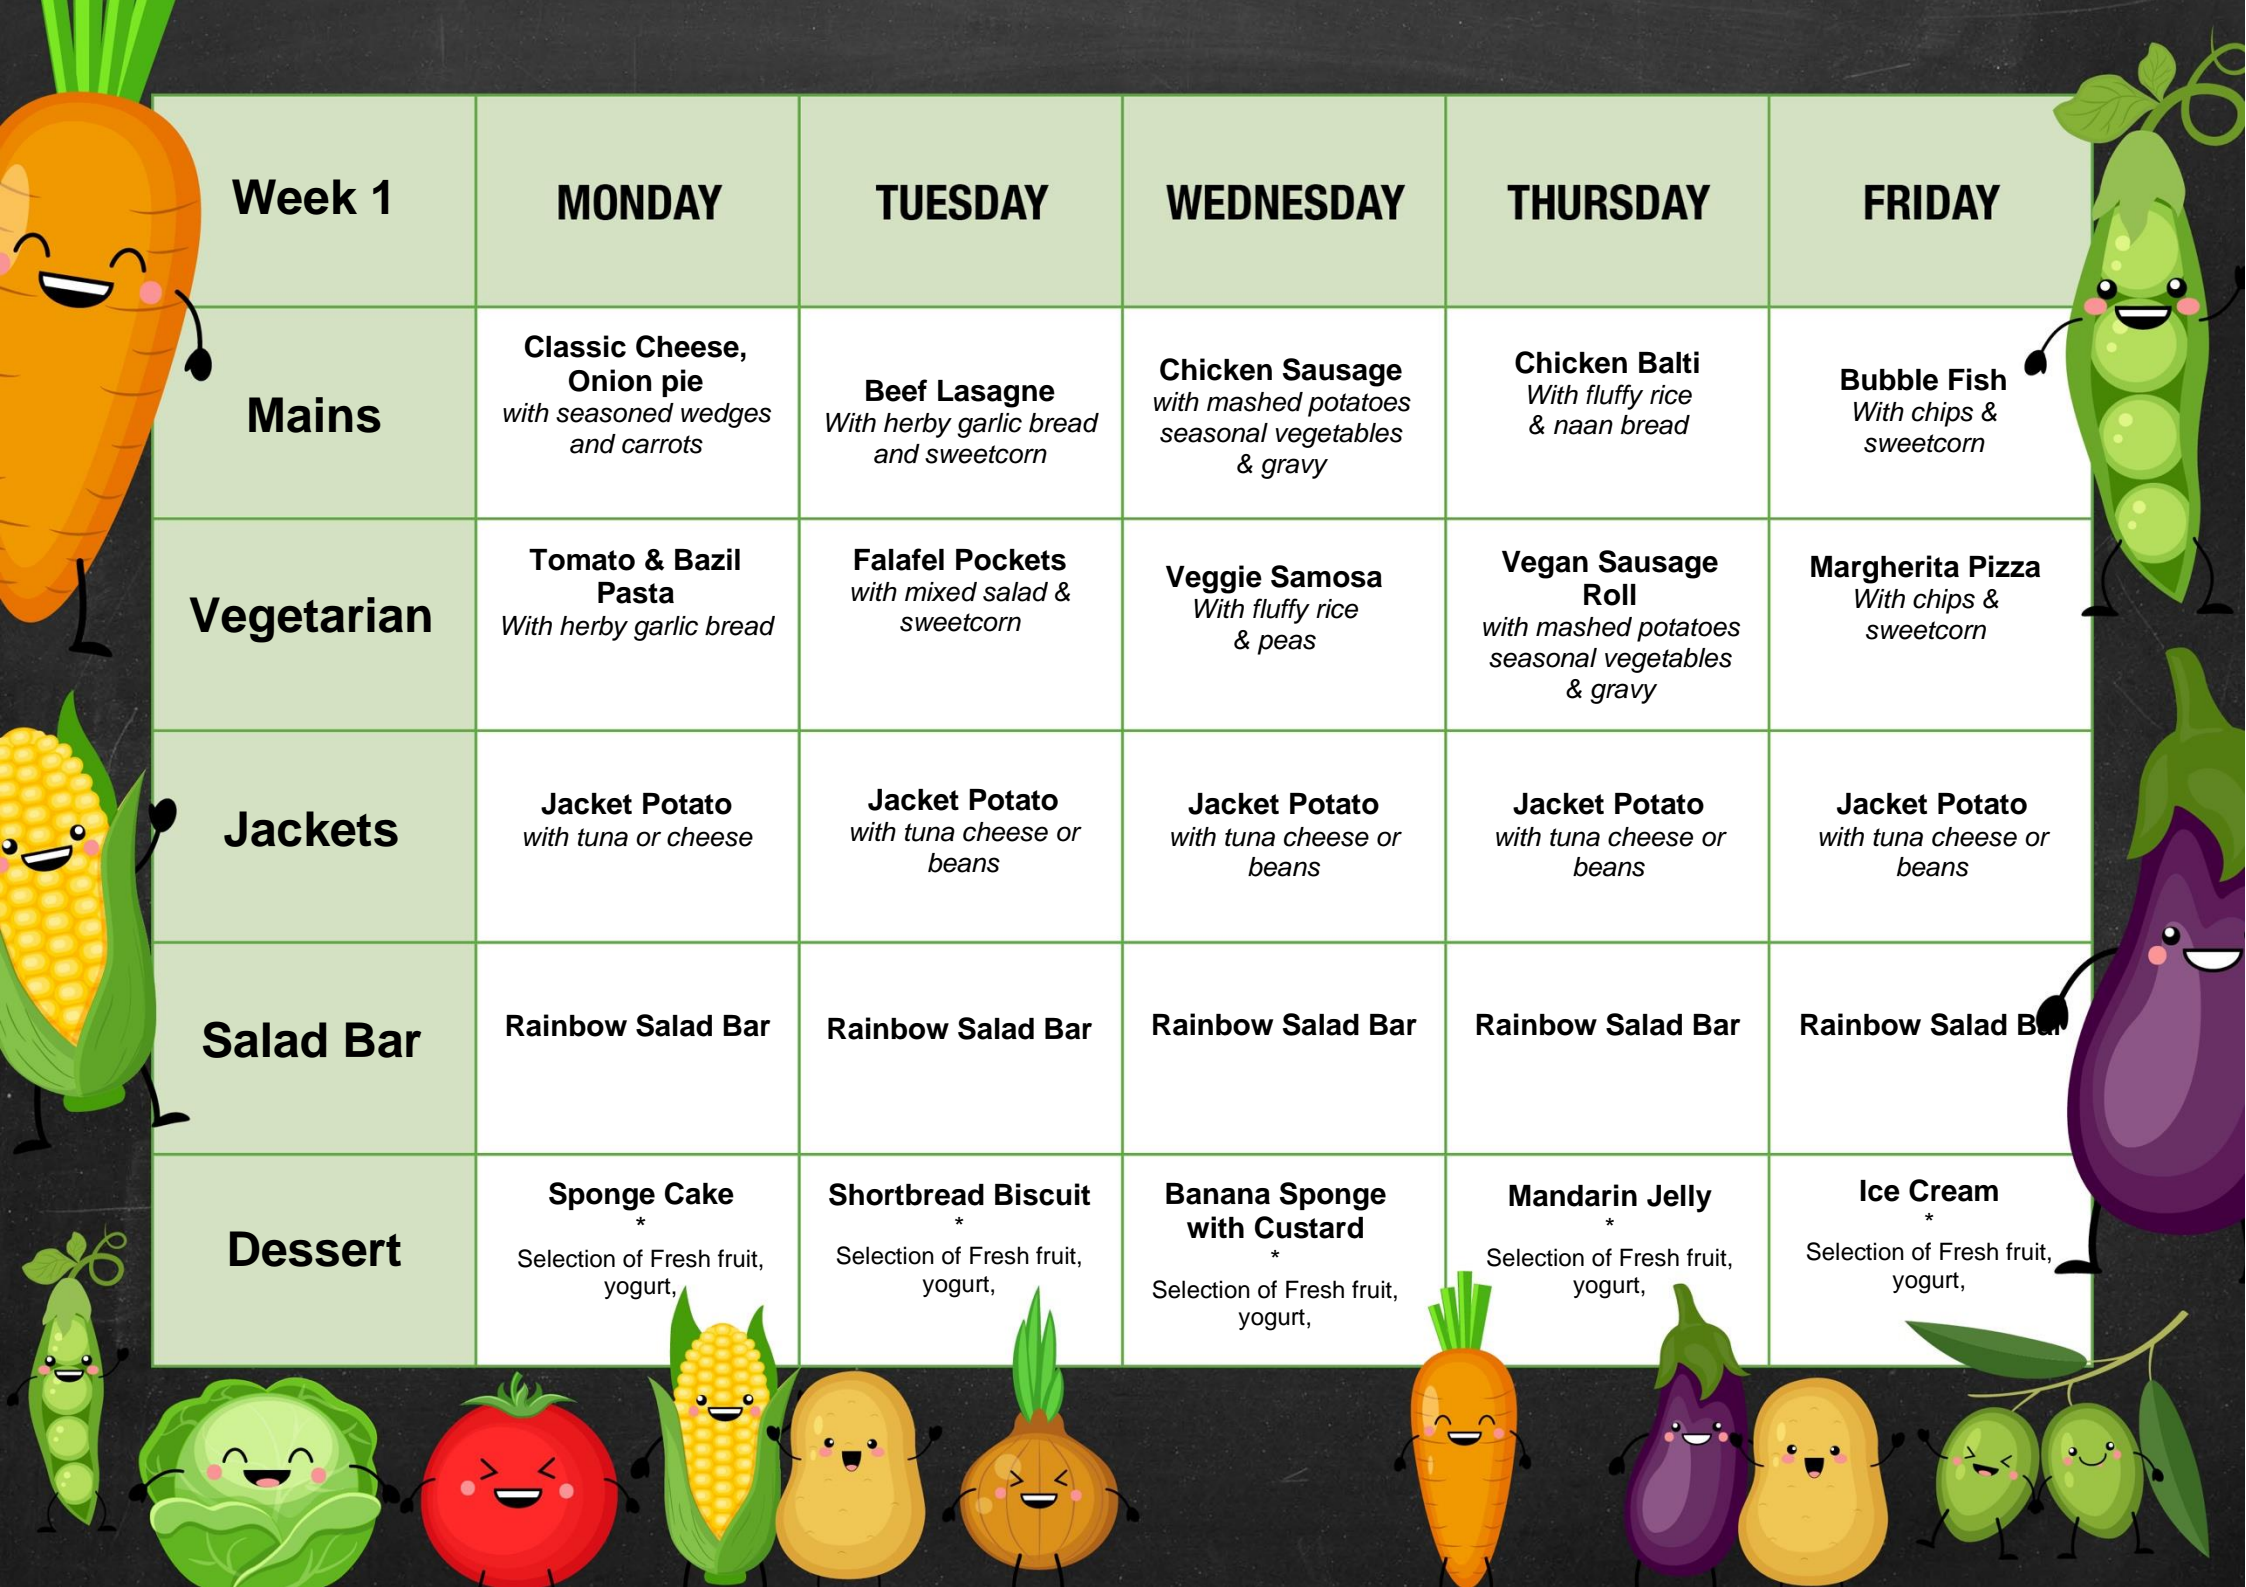 Week 1
MONDAY
TUESDAY
WEDNESDAY
THURSDAY
FRIDAY
Mains
Classic Cheese,
Onion pie
with seasoned wedges
and carrots
Beef Lasagne
With herby garlic bread
and sweetcorn
Chicken Sausage
with mashed potatoes
seasonal vegetables
& gravy
Chicken Balti
With fluffy rice
& naan bread
Bubble Fish
With chips &
sweetcorn
Vegetarian
Tomato & Bazil
Pasta
With herby garlic bread
Falafel Pockets
with mixed salad &
sweetcorn
Veggie Samosa
With fluffy rice
& peas
Vegan Sausage
Roll
with mashed potatoes
seasonal vegetables
& gravy
Margherita Pizza
With chips &
sweetcorn
Jackets
Jacket Potato
with tuna or cheese
Jacket Potato
with tuna cheese or
beans
Jacket Potato
with tuna cheese or
beans
Jacket Potato
with tuna cheese or
beans
Jacket Potato
with tuna cheese or
beans
Salad Bar
Rainbow Salad Bar
Rainbow Salad Bar
Rainbow Salad Bar
Rainbow Salad Bar
Rainbow Salad Bar
Dessert
Sponge Cake
*
Selection of Fresh fruit,
yogurt,
Shortbread Biscuit
*
Selection of Fresh fruit,
yogurt,
Banana Sponge
with Custard
*
Selection of Fresh fruit,
yogurt,
Mandarin Jelly
*
Selection of Fresh fruit,
yogurt,
Ice Cream
*
Selection of Fresh fruit,
yogurt,